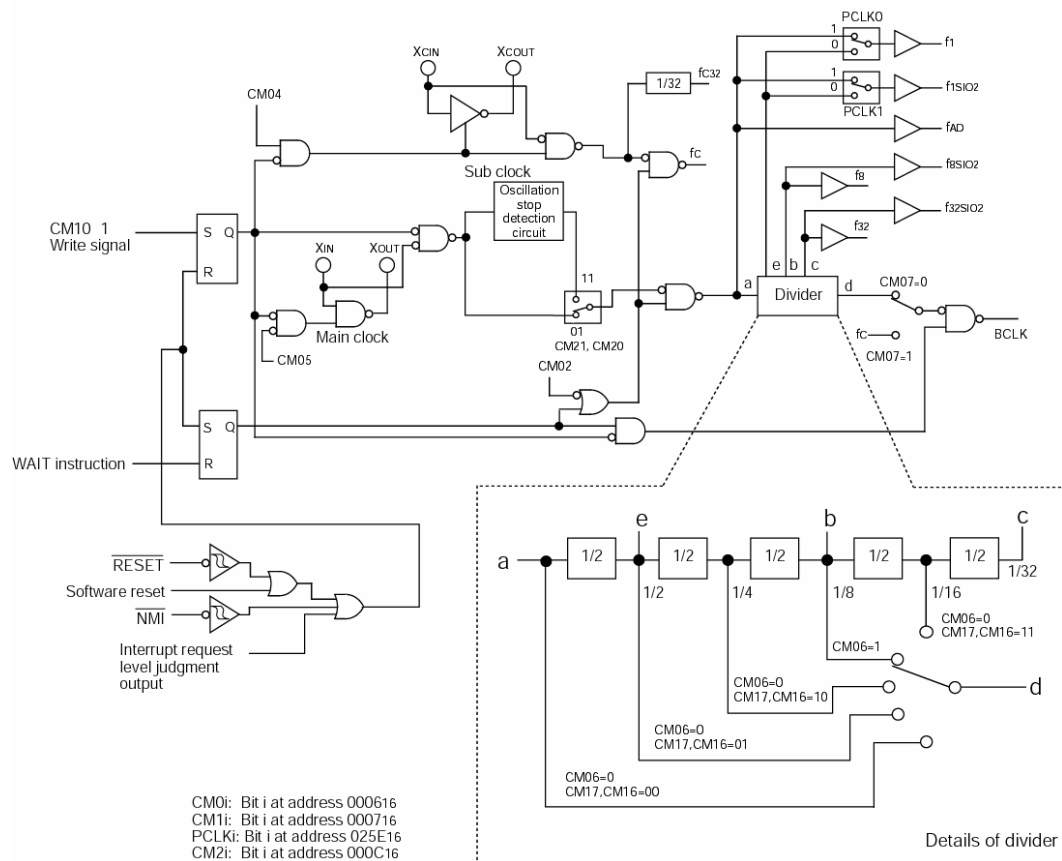 PCLK0
1
0
f1
XCIN
XCOUT
fC32
1/32
1
0
f1SIO2
PCLK1
CM04
fAD
fC
f8SIO2
Sub clock
f8
Oscillation
stop
detection
circuit
f32SIO2
CM10 1
Write signal
S Q
R
XIN
XOUT
f32
e b c
11
a
Divider
d
CM07=0
01
CM21, CM20
Main clock
CM05
fC
CM07=1
BCLK
CM02
S Q
R
WAIT instruction
RESET
Software reset
NMI
Interrupt request
level judgment
output
e
b
c
a
1/2
1/2
1/2
1/2
1/2
1/2
1/4
1/8
1/16
1/32
CM06=0
CM17,CM16=11
CM06=1
CM06=0
CM17,CM16=10
d
CM06=0
CM17,CM16=01
CM06=0
CM17,CM16=00
CM0i: Bit i at address 000616
CM1i: Bit i at address 000716
PCLKi: Bit i at address 025E16
CM2i: Bit i at address 000C16
Details of divider